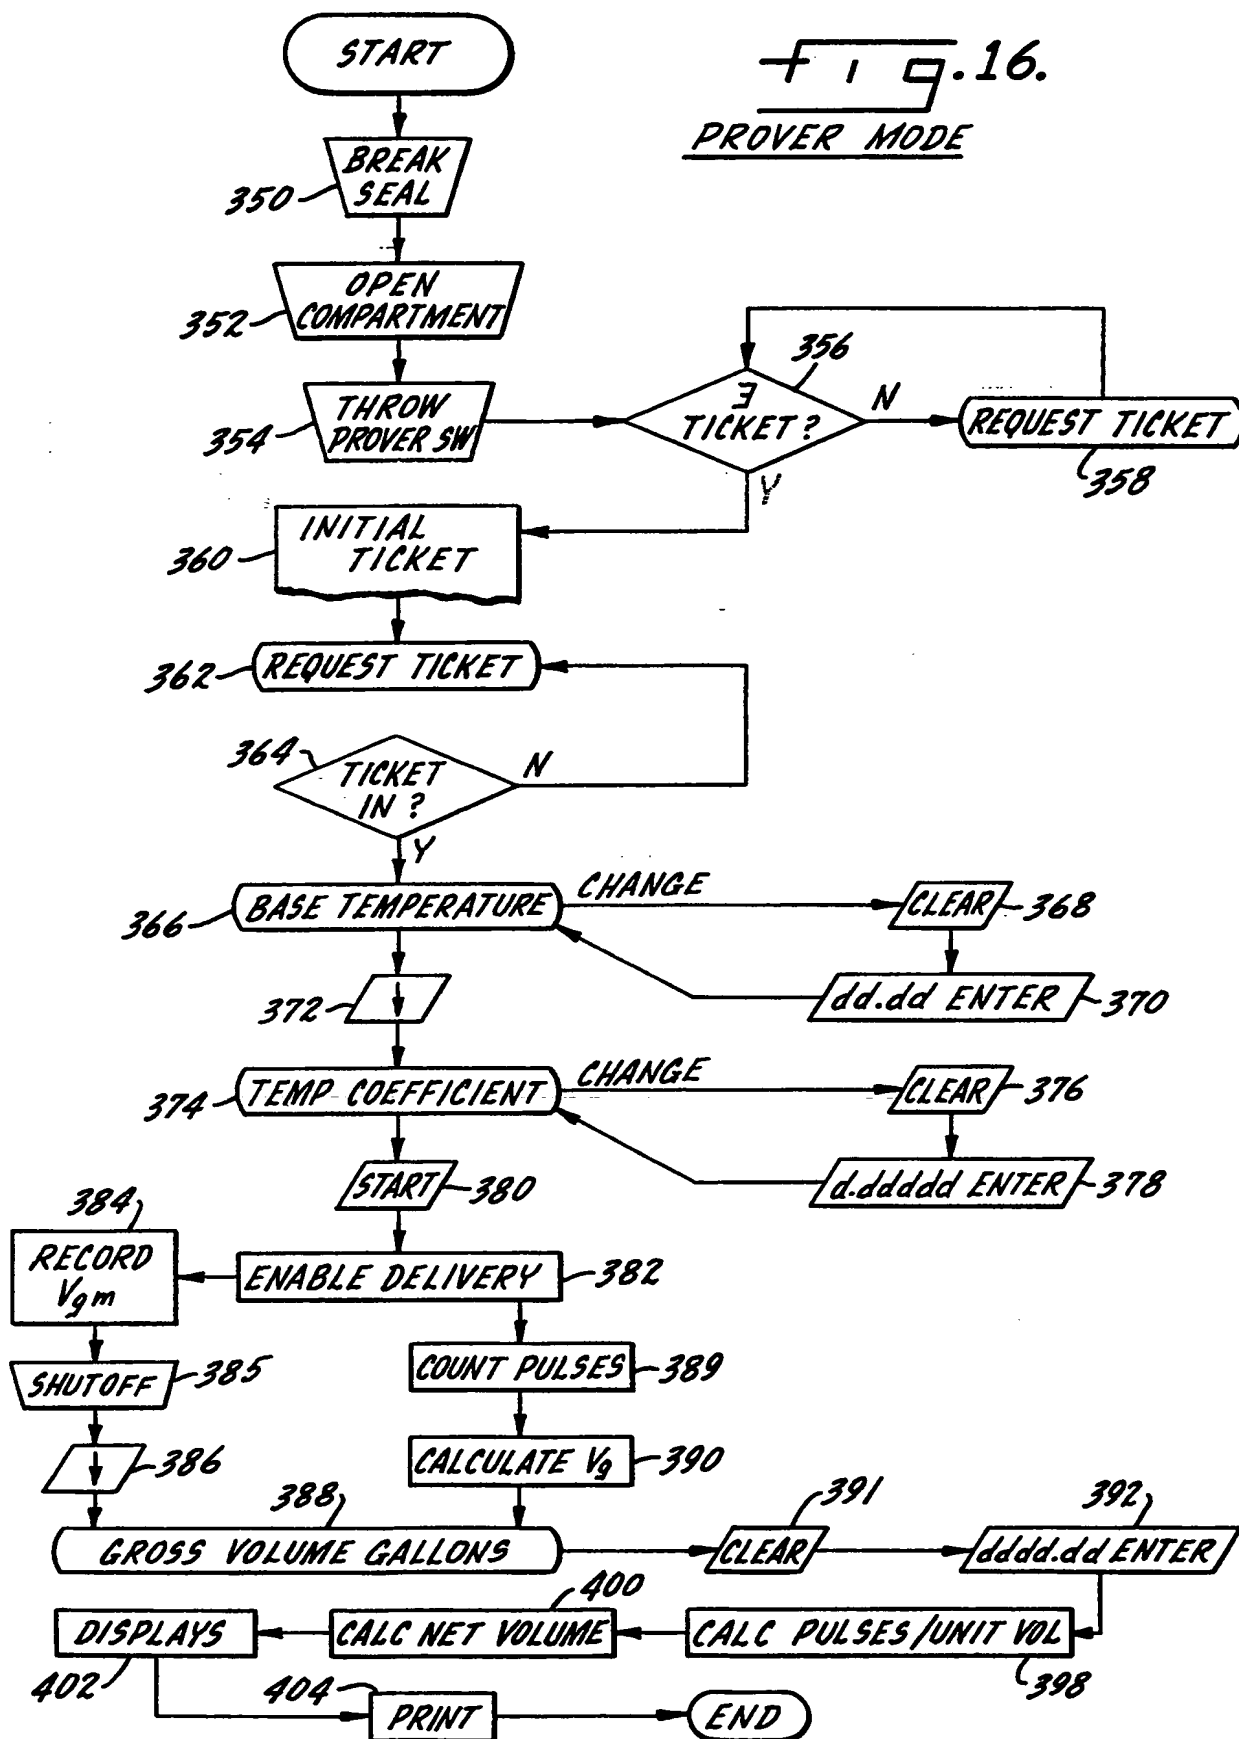 START
fig.16.
PROVER MODE
BREAK
SEAL
350
OPEN
COMPARTMENT
352
THROW
PROVER SW
354
356
∃
TICKET?
N
REQUEST TICKET
358
Y
INITIAL
TICKET
360
REQUEST TICKET
362
364
TICKET
IN?
N
Y
BASE TEMPERATURE
366
CHANGE
CLEAR
368
dd.dd ENTER
370
372
TEMP COEFFICIENT
374
CHANGE
CLEAR
376
d.ddddd ENTER
378
START
380
384
RECORD
Vgm
ENABLE DELIVERY
382
SHUTOFF
385
COUNT PULSES
389
386
CALCULATE Vg
390
388
GROSS VOLUME GALLONS
391
CLEAR
392
dddd.dd ENTER
400
DISPLAYS
CALC NET VOLUME
CALC PULSES/UNIT VOL
402
398
404
PRINT
END